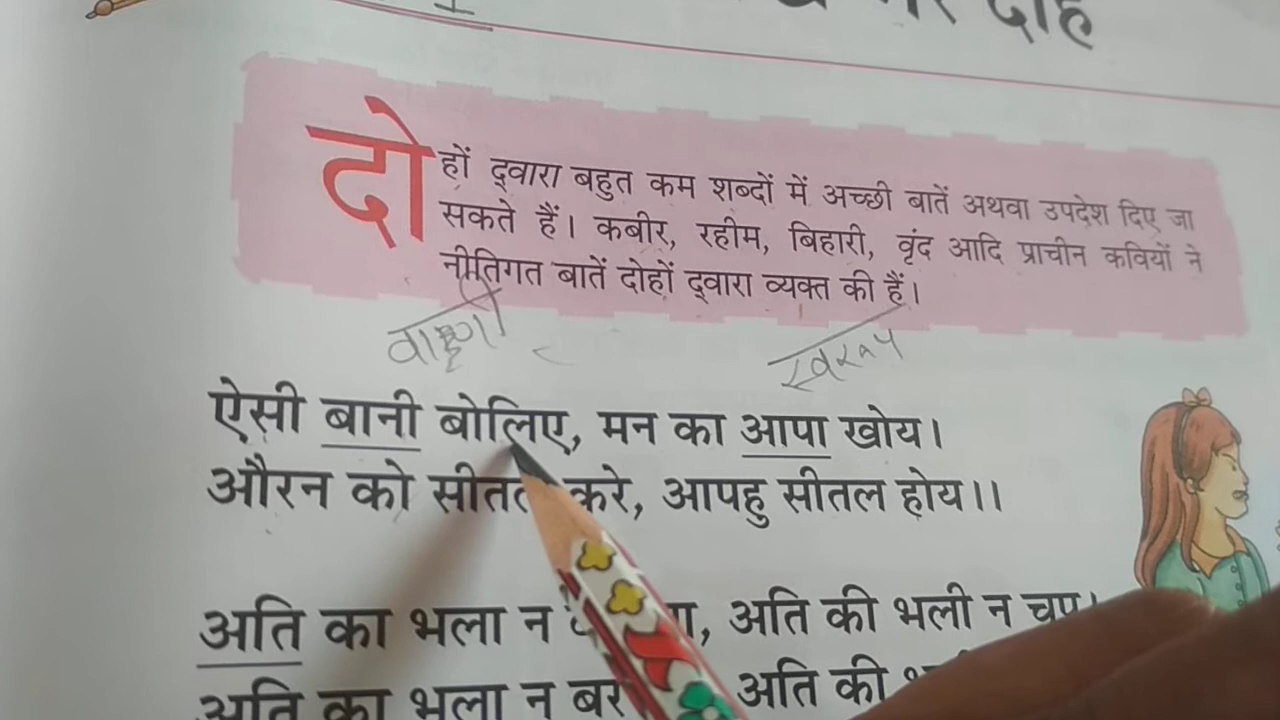 दोहों द्वारा बहुत कम शब्दों में अच्छी बातें अथवा उपदेश दिए जा
सकते हैं। कबीर, रहीम, बिहारी, वृंद आदि प्राचीन कवियों ने
नीतिगत बातें दोहों द्वारा व्यक्त की हैं।
ऐसी बानी बोलिए, मन का आपा खोय।
औरन को सीतल करे, आपहु सीतल होय।।
अति का भला न, अति की भली न
अति का भला न अति की